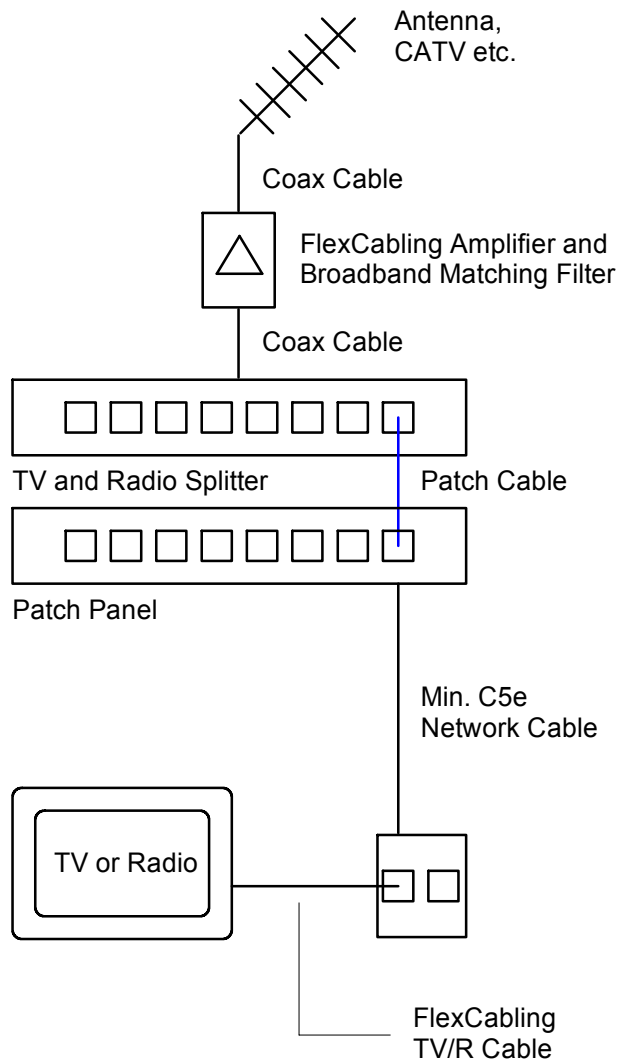 Antenna,
CATV etc.
Coax Cable
FlexCabling Amplifier and
Broadband Matching Filter
Coax Cable
TV and Radio Splitter
Patch Cable
Patch Panel
Min. C5e
Network Cable
TV or Radio
FlexCabling
TV/R Cable